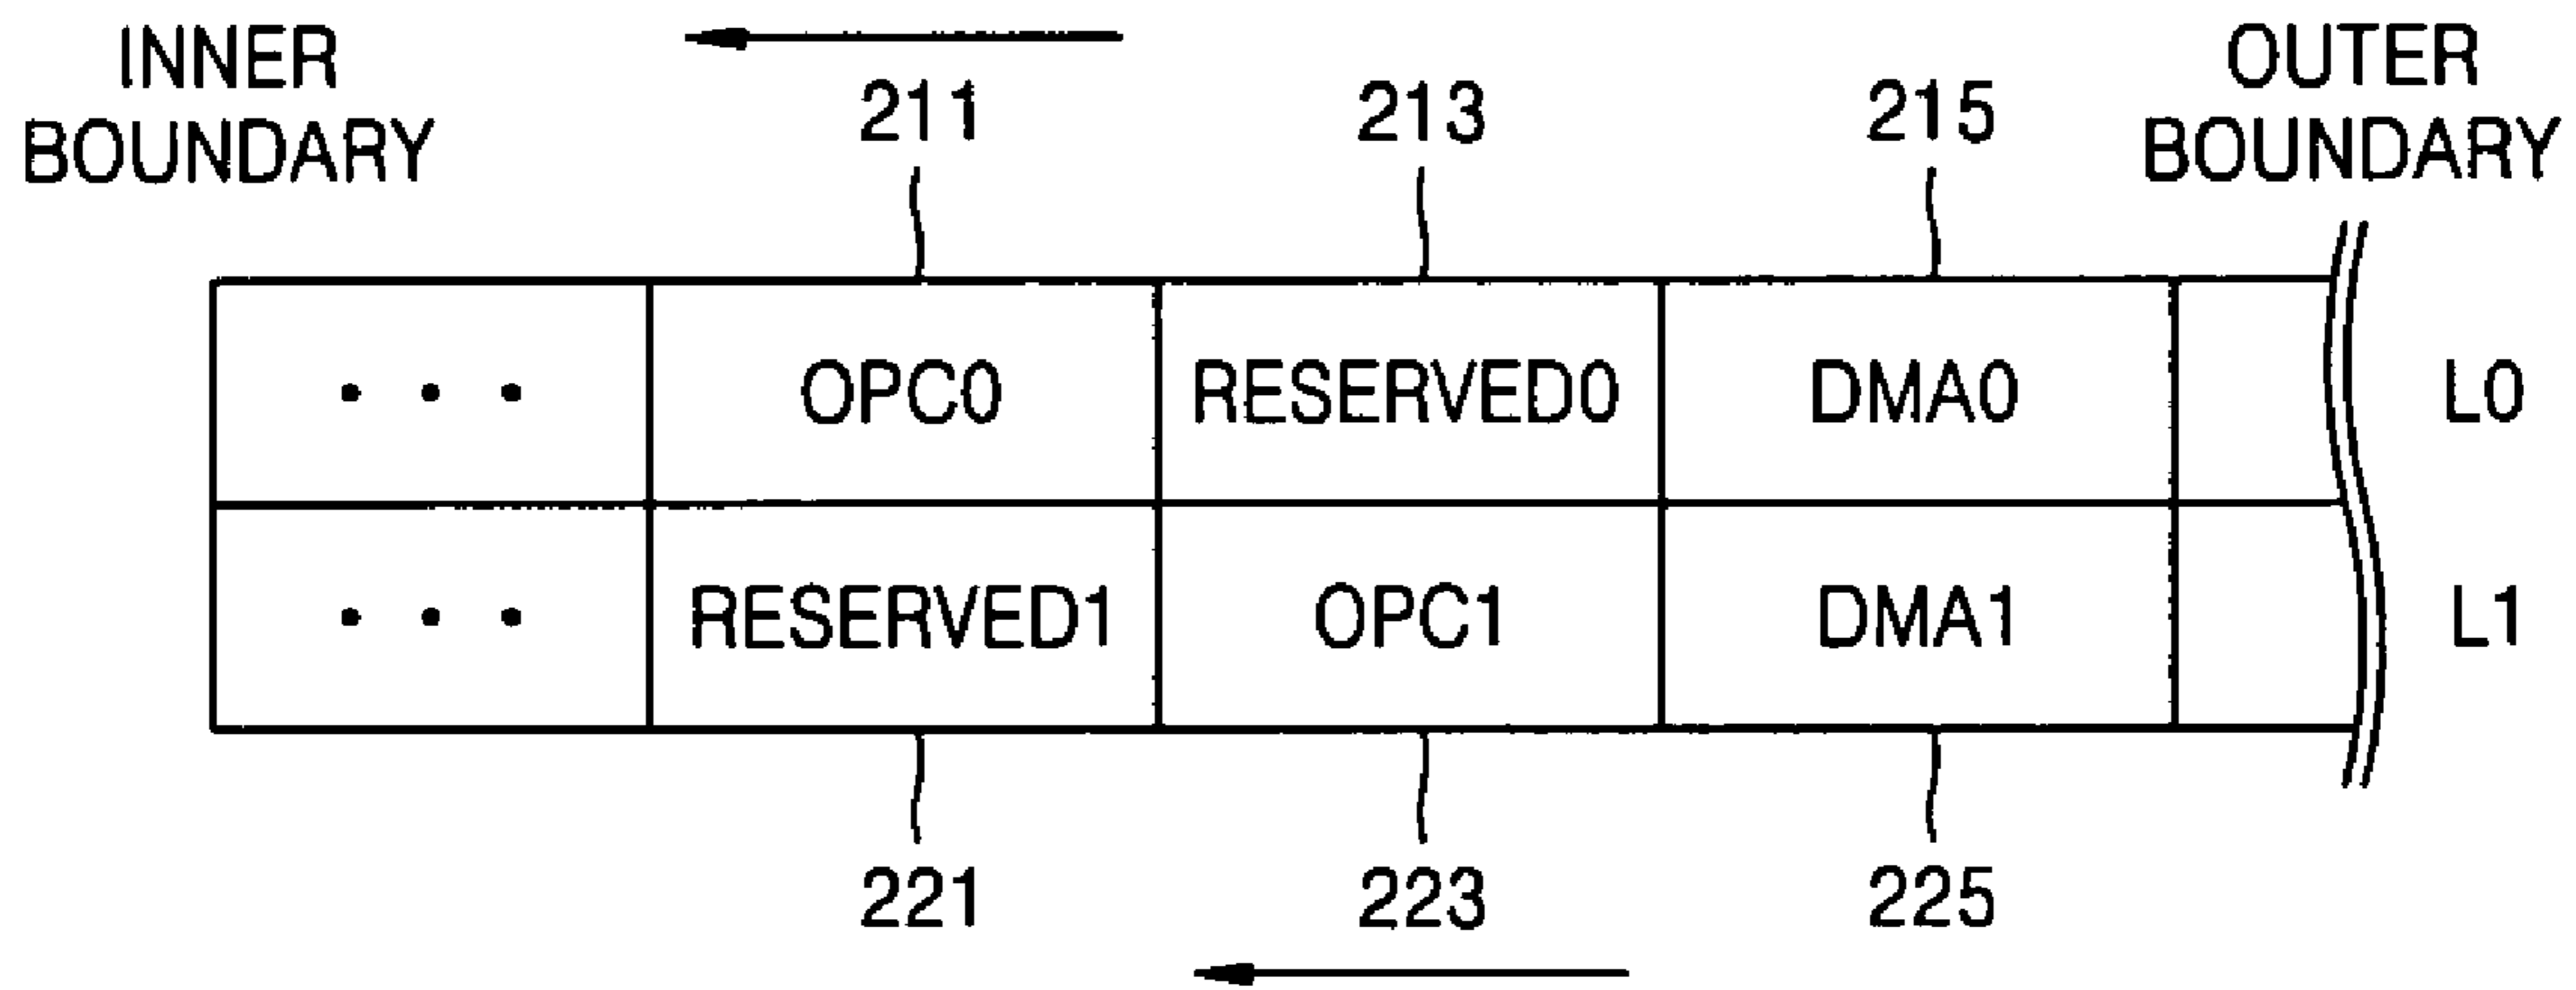 INNER
BOUNDARY
211
213
215
OUTER
BOUNDARY
. . . OPC0 RESERVED0 DMA0 L0
. . . RESERVED1 OPC1 DMA1 L1
221 223 225